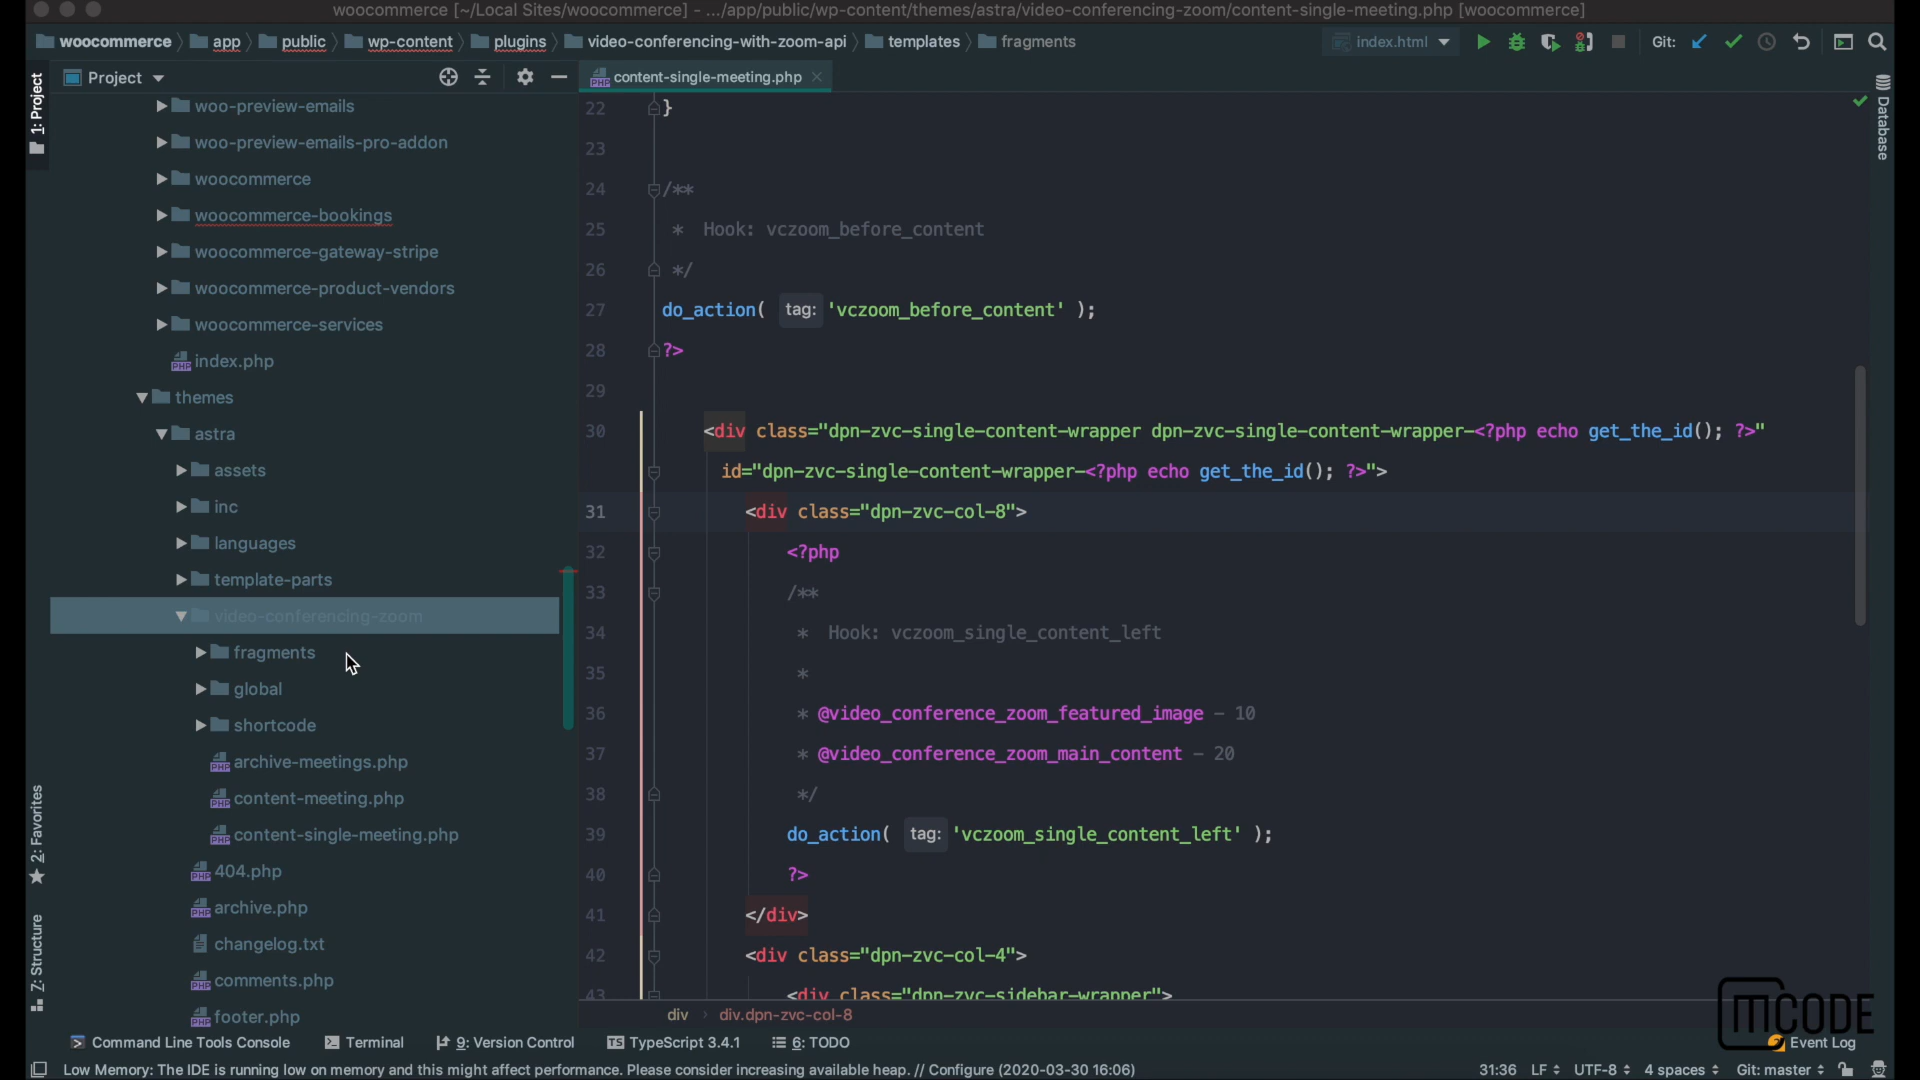 woocommerce [~/Local Sites/woocommerce] - .../app/public/wp-content/themes/astra/video-conferencing-zoom/content-single-meeting.php [woocommerce]
woocommerce app public wp-content plugins video-conferencing-with-zoom-api templates fragments index.html Git:
1: Project
Project
content-single-meeting.php
Database
woo-preview-emails
woo-preview-emails-pro-addon
woocommerce
woocommerce-bookings
woocommerce-gateway-stripe
woocommerce-product-vendors
woocommerce-services
index.php
themes
astra
assets
inc
languages
template-parts
video-conferencing-zoom
fragments
global
shortcode
archive-meetings.php
content-meeting.php
content-single-meeting.php
404.php
archive.php
changelog.txt
comments.php
footer.php
2: Favorites
Z: Structure
22 }
23
24 /**
25 * Hook: vczoom_before_content
26 */
27 do_action( tag: 'vczoom_before_content' );
28 ?>
29
30 <div class="dpn-zvc-single-content-wrapper dpn-zvc-single-content-wrapper-<?php echo get_the_id(); ?>"
id="dpn-zvc-single-content-wrapper-<?php echo get_the_id(); ?>">
31 <div class="dpn-zvc-col-8">
32 <?php
33 /**
34 * Hook: vczoom_single_content_left
35 *
36 * @video_conference_zoom_featured_image - 10
37 * @video_conference_zoom_main_content - 20
38 */
39 do_action( tag: 'vczoom_single_content_left' );
40 ?>
41 </div>
42 <div class="dpn-zvc-col-4">
43 <div class="dpn-zvc-sidebar-wrapper">
div div.dpn-zvc-col-8
MCODE
Command Line Tools Console Terminal 9: Version Control TypeScript 3.4.1 6: TODO 2 Event Log
Low Memory: The IDE is running low on memory and this might affect performance. Please consider increasing available heap. // Configure (2020-03-30 16:06) 31:36 LF UTF-8 4 spaces Git: master